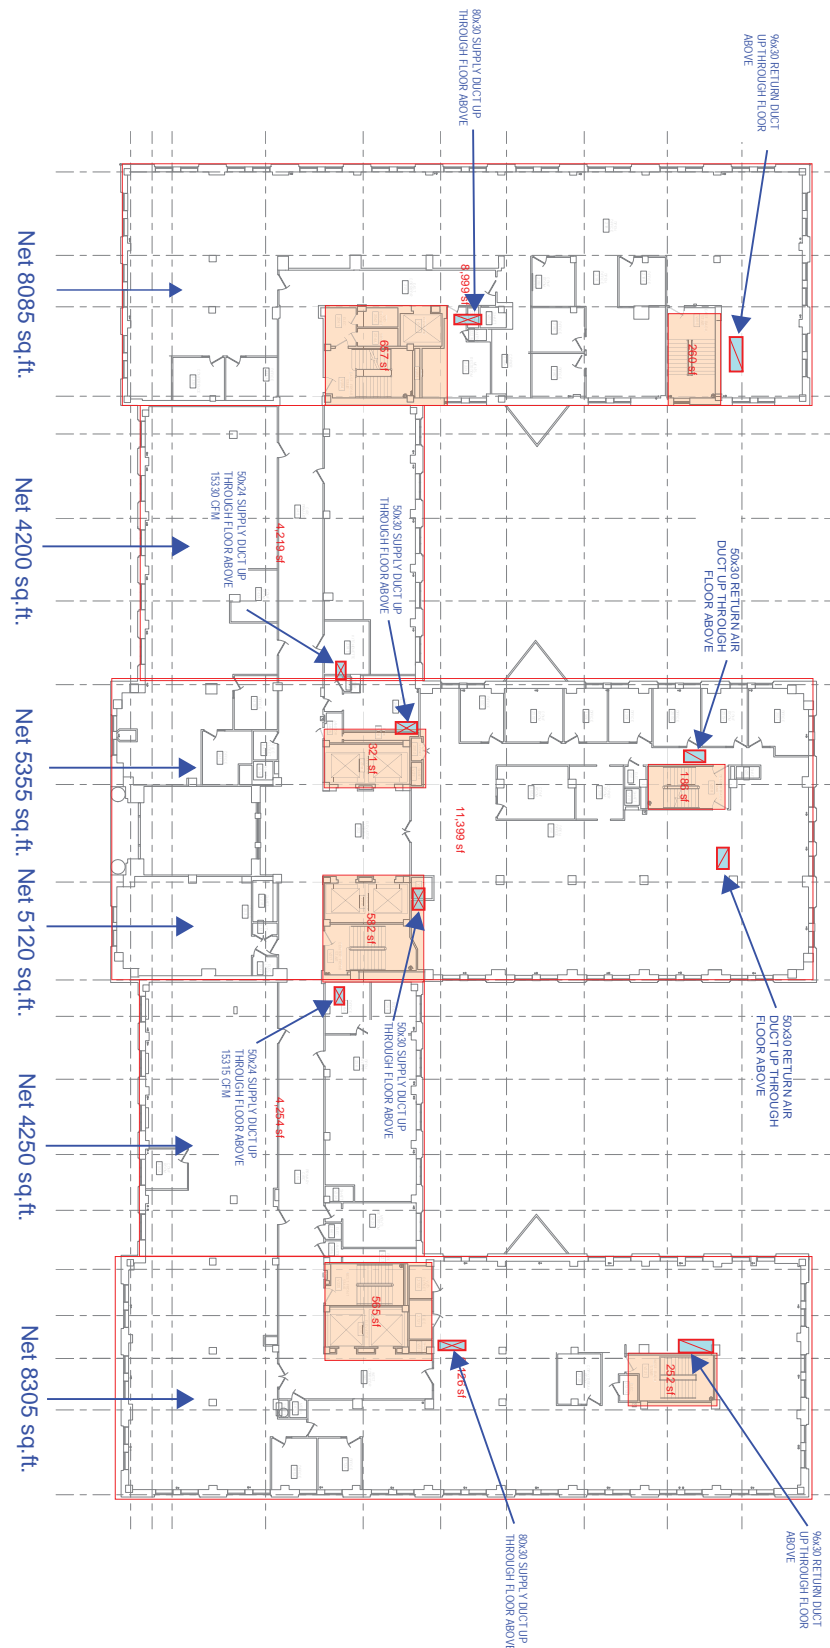 80x30 SUPPLY DUCT UP
THROUGH FLOOR ABOVE
96x30 RETURN DUCT
UP THROUGH FLOOR
ABOVE
8,999 sf
657 sf
260 sf
Net 8085 sq.ft.
50x24 SUPPLY DUCT UP
THROUGH FLOOR ABOVE
15330 CFM
50x30 SUPPLY DUCT UP
THROUGH FLOOR ABOVE
50x30 RETURN AIR
DUCT UP THROUGH
FLOOR ABOVE
4,219 sf
Net 4200 sq.ft.
321 sf
186 sf
11,399 sf
Net 5355 sq.ft.
582 sf
Net 5120 sq.ft.
50x24 SUPPLY DUCT UP
THROUGH FLOOR ABOVE
15315 CFM
50x30 SUPPLY DUCT UP
THROUGH FLOOR ABOVE
50x30 RETURN AIR
DUCT UP THROUGH
FLOOR ABOVE
4,254 sf
Net 4250 sq.ft.
565 sf
252 sf
126 sf
Net 8305 sq.ft.
80x30 SUPPLY DUCT UP
THROUGH FLOOR ABOVE
96x30 RETURN DUCT
UP THROUGH FLOOR
ABOVE